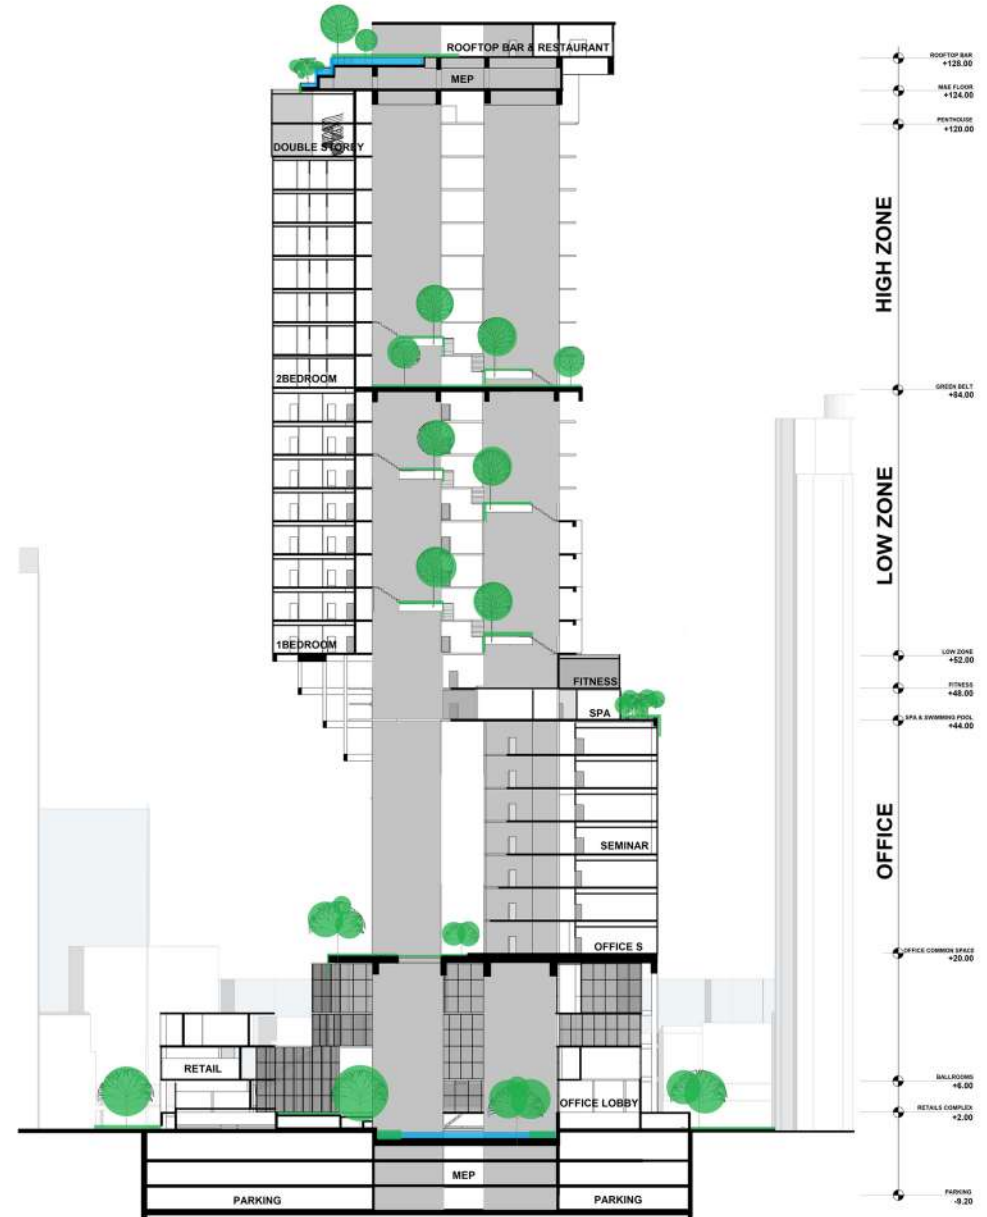 ROOFTOP BAR & RESTAURANT
MEP
DOUBLE STOREY
2BEDROOM
1BEDROOM
FITNESS
SPA
SEMINAR
OFFICE S
RETAIL
OFFICE LOBBY
MEP
PARKING
PARKING
HIGH ZONE
LOW ZONE
OFFICE
ROOFTOP BAR
+128.00
M&E FLOOR
+124.00
PENTHOUSE
+120.00
GREEN BELT
+84.00
LOW ZONE
+52.00
FITNESS
+48.00
SPA & SWIMMING POOL
+44.00
OFFICE COMMON SPACE
+20.00
BALLROOMS
+6.00
RETAILS COMPLEX
+2.00
PARKING
-9.20